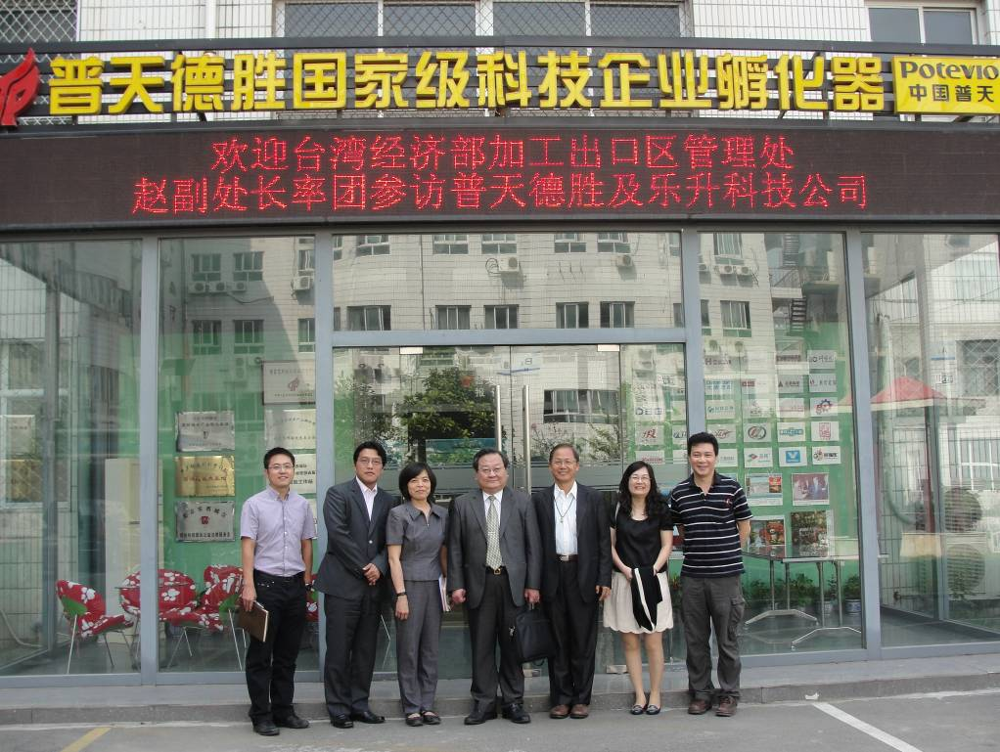 普天德胜国家级科技企业孵化器
Potevio
中国普天
欢迎台湾经济部加工出口区管理处
赵副处长率团参访普天德胜及乐升科技公司